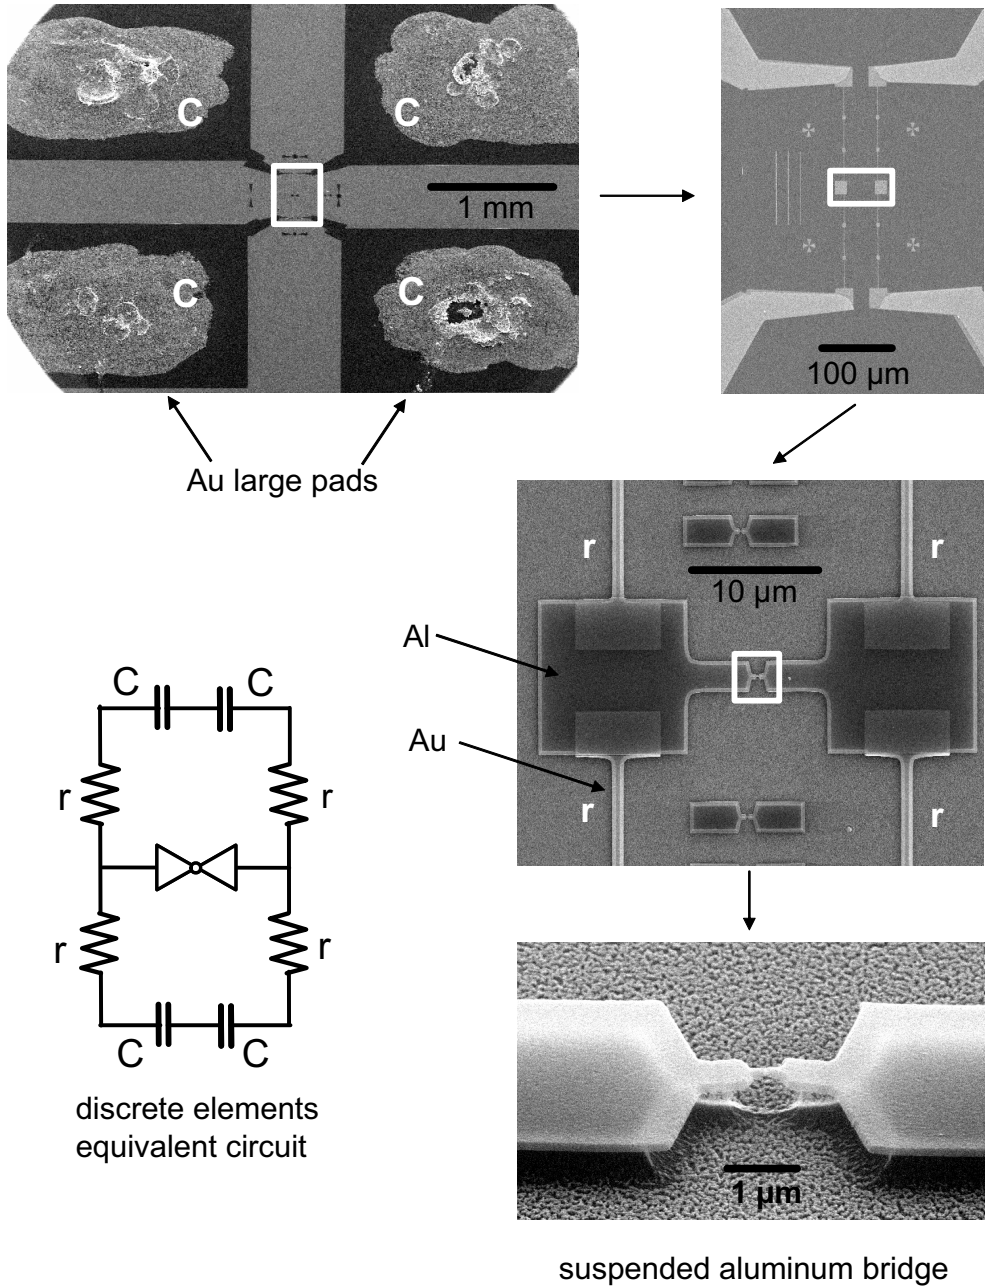 C
C
1 mm
C
C
100 µm
Au large pads
r
r
10 µm
Al
Au
r
r
C
C
r
r
r
r
C
C
discrete elements
equivalent circuit
1 µm
suspended aluminum bridge